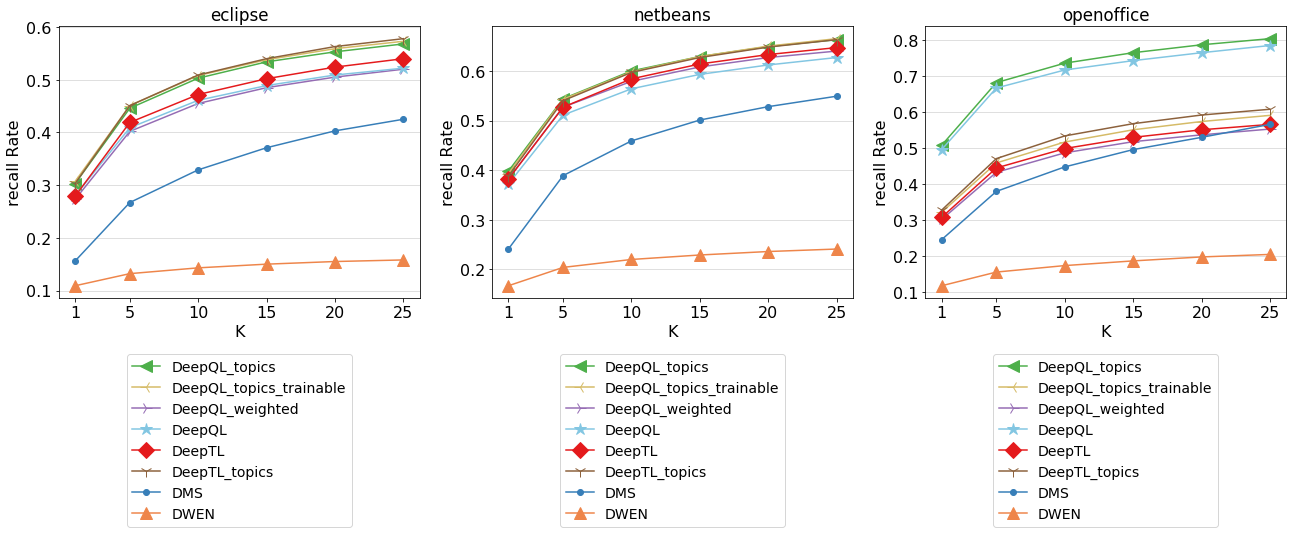 eclipse
recall Rate
0.6
0.5
0.4
0.3
0.2
0.1
1 5 10 15 20 25
K
DeepQL_topics
DeepQL_topics_trainable
DeepQL_weighted
DeepQL
DeepTL
DeepTL_topics
DMS
DWEN
netbeans
recall Rate
0.6
0.5
0.4
0.3
0.2
1 5 10 15 20 25
K
DeepQL_topics
DeepQL_topics_trainable
DeepQL_weighted
DeepQL
DeepTL
DeepTL_topics
DMS
DWEN
openoffice
recall Rate
0.8
0.7
0.6
0.5
0.4
0.3
0.2
0.1
1 5 10 15 20 25
K
DeepQL_topics
DeepQL_topics_trainable
DeepQL_weighted
DeepQL
DeepTL
DeepTL_topics
DMS
DWEN